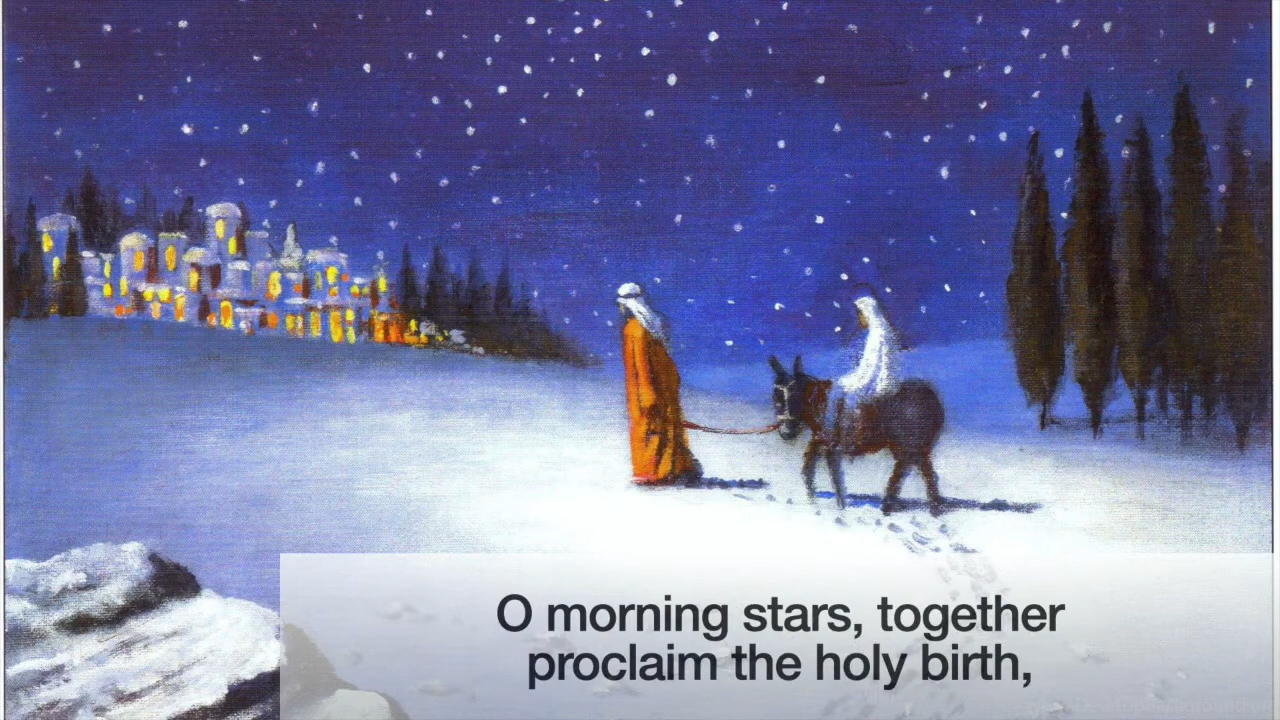 O morning stars, together
proclaim the holy birth,